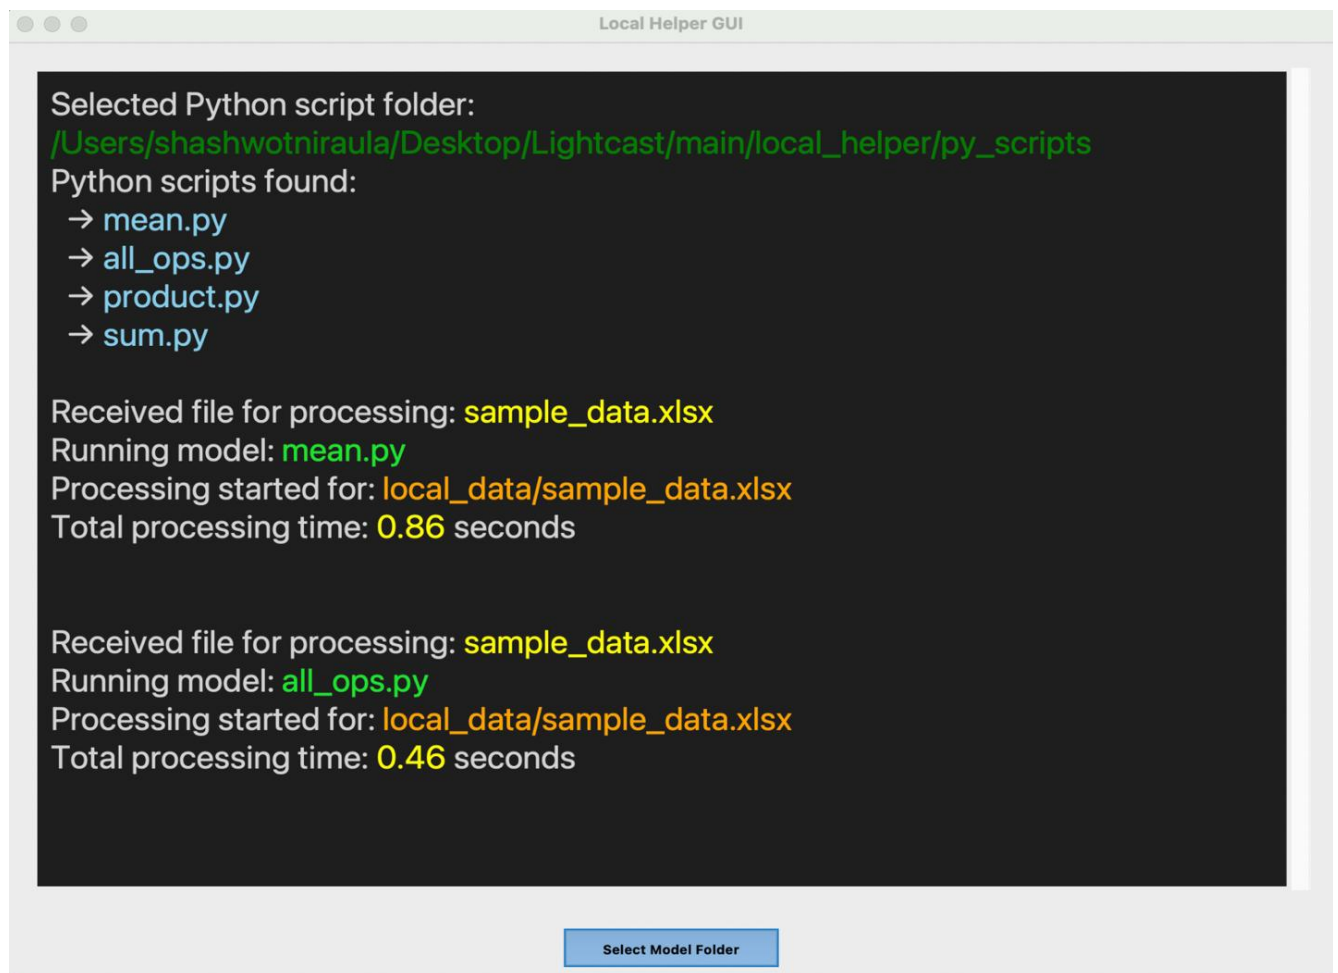 Local Helper GUI
Selected Python script folder:
/Users/shashwotniraula/Desktop/Lightcast/main/local_helper/py_scripts
Python scripts found:
→ mean.py
→ all_ops.py
→ product.py
→ sum.py
Received file for processing: sample_data.xlsx
Running model: mean.py
Processing started for: local_data/sample_data.xlsx
Total processing time: 0.86 seconds
Received file for processing: sample_data.xlsx
Running model: all_ops.py
Processing started for: local_data/sample_data.xlsx
Total processing time: 0.46 seconds
Select Model Folder